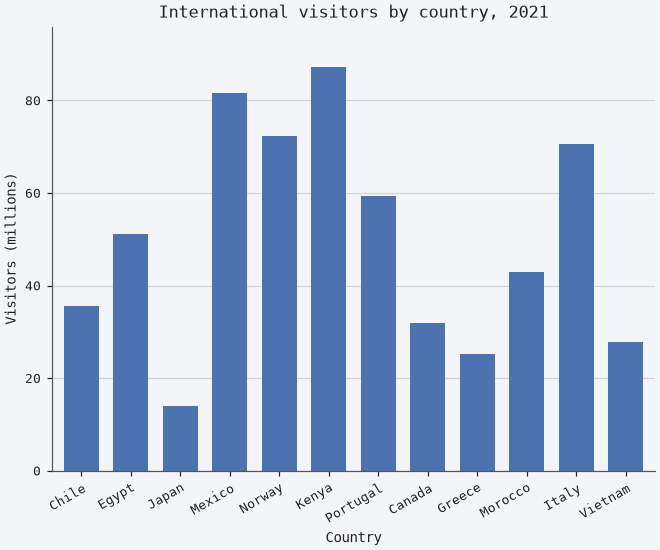 International visitors by country, 2021
Visitors (millions)
80
60
40
20
0
Chile
Egypt
Japan
Mexico
Norway
Kenya
Portugal
Canada
Greece
Morocco
Italy
Vietnam
Country